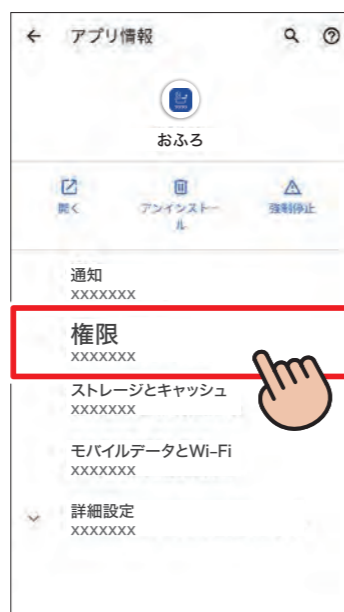 アプリ情報
おふろ
開く
アンインストー
ル
強制停止
通知
xxxxxxx
権限
xxxxxxx
ストレージとキャッシュ
xxxxxxx
モバイルデータとWi-Fi
xxxxxxx
詳細設定
xxxxxxx